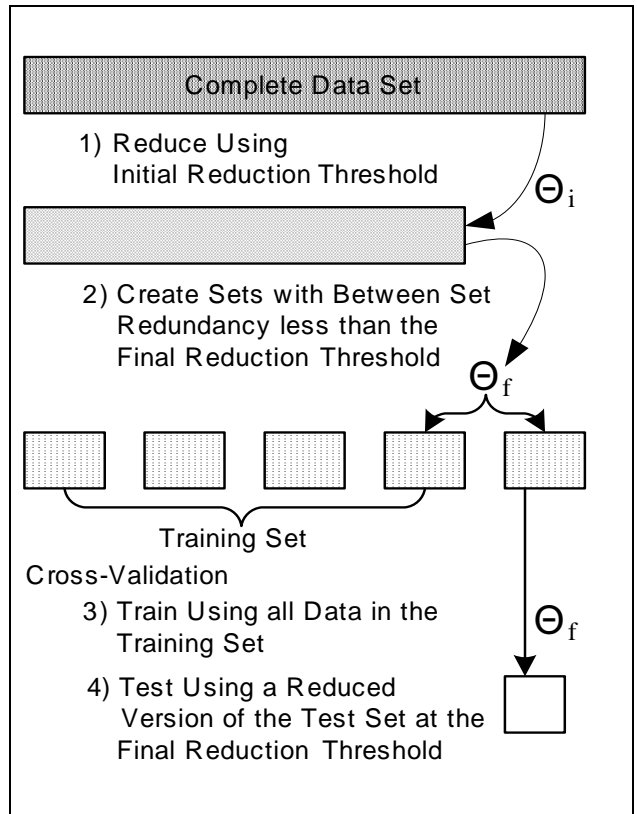 Complete Data Set
1) Reduce Using
Initial Reduction Threshold
Θi
2) Create Sets with Between Set
Redundancy less than the
Final Reduction Threshold
Θf
Training Set
Cross-Validation
3) Train Using all Data in the
Training Set
Θf
4) Test Using a Reduced
Version of the Test Set at the
Final Reduction Threshold